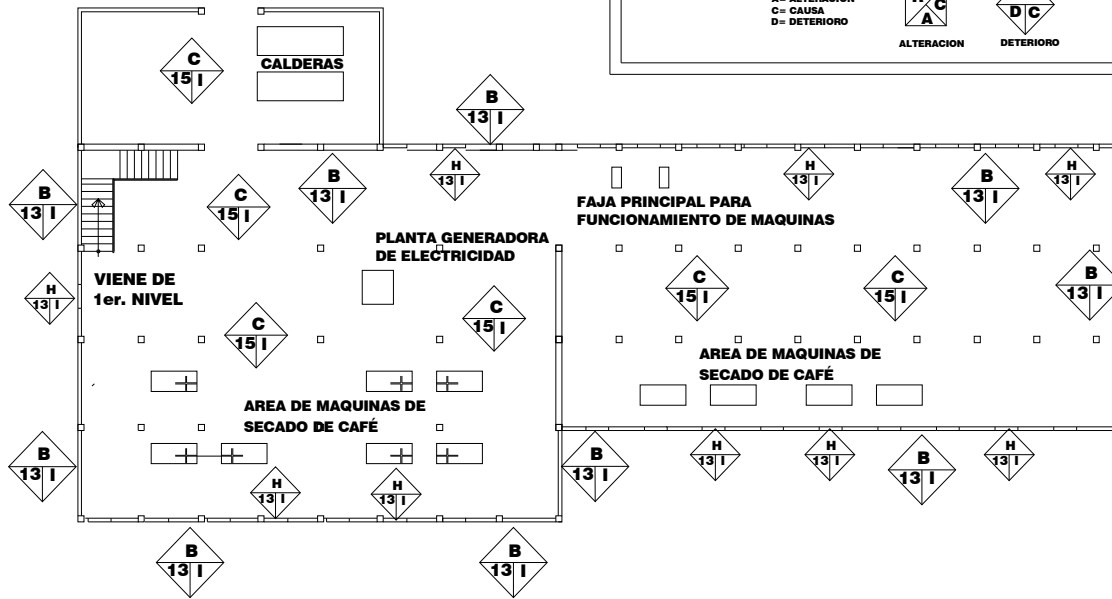 C= CAUSA
D= DETERIORO
C
A
D C
ALTERACION
DETERIORO
C
15 I
CALDERAS
B
13 I
B
13 I
C
15 I
B
13 I
H
13 I
H
13 I
B
13 I
H
13 I
FAJA PRINCIPAL PARA
FUNCIONAMIENTO DE MAQUINAS
PLANTA GENERADORA
DE ELECTRICIDAD
VIENE DE
1er. NIVEL
H
13 I
C
15 I
C
15 I
C
15 I
C
15 I
B
13 I
AREA DE MAQUINAS DE
SECADO DE CAFÉ
AREA DE MAQUINAS DE
SECADO DE CAFÉ
B
13 I
H
13 I
H
13 I
B
13 I
H
13 I
H
13 I
B
13 I
H
13 I
B
13 I
B
13 I